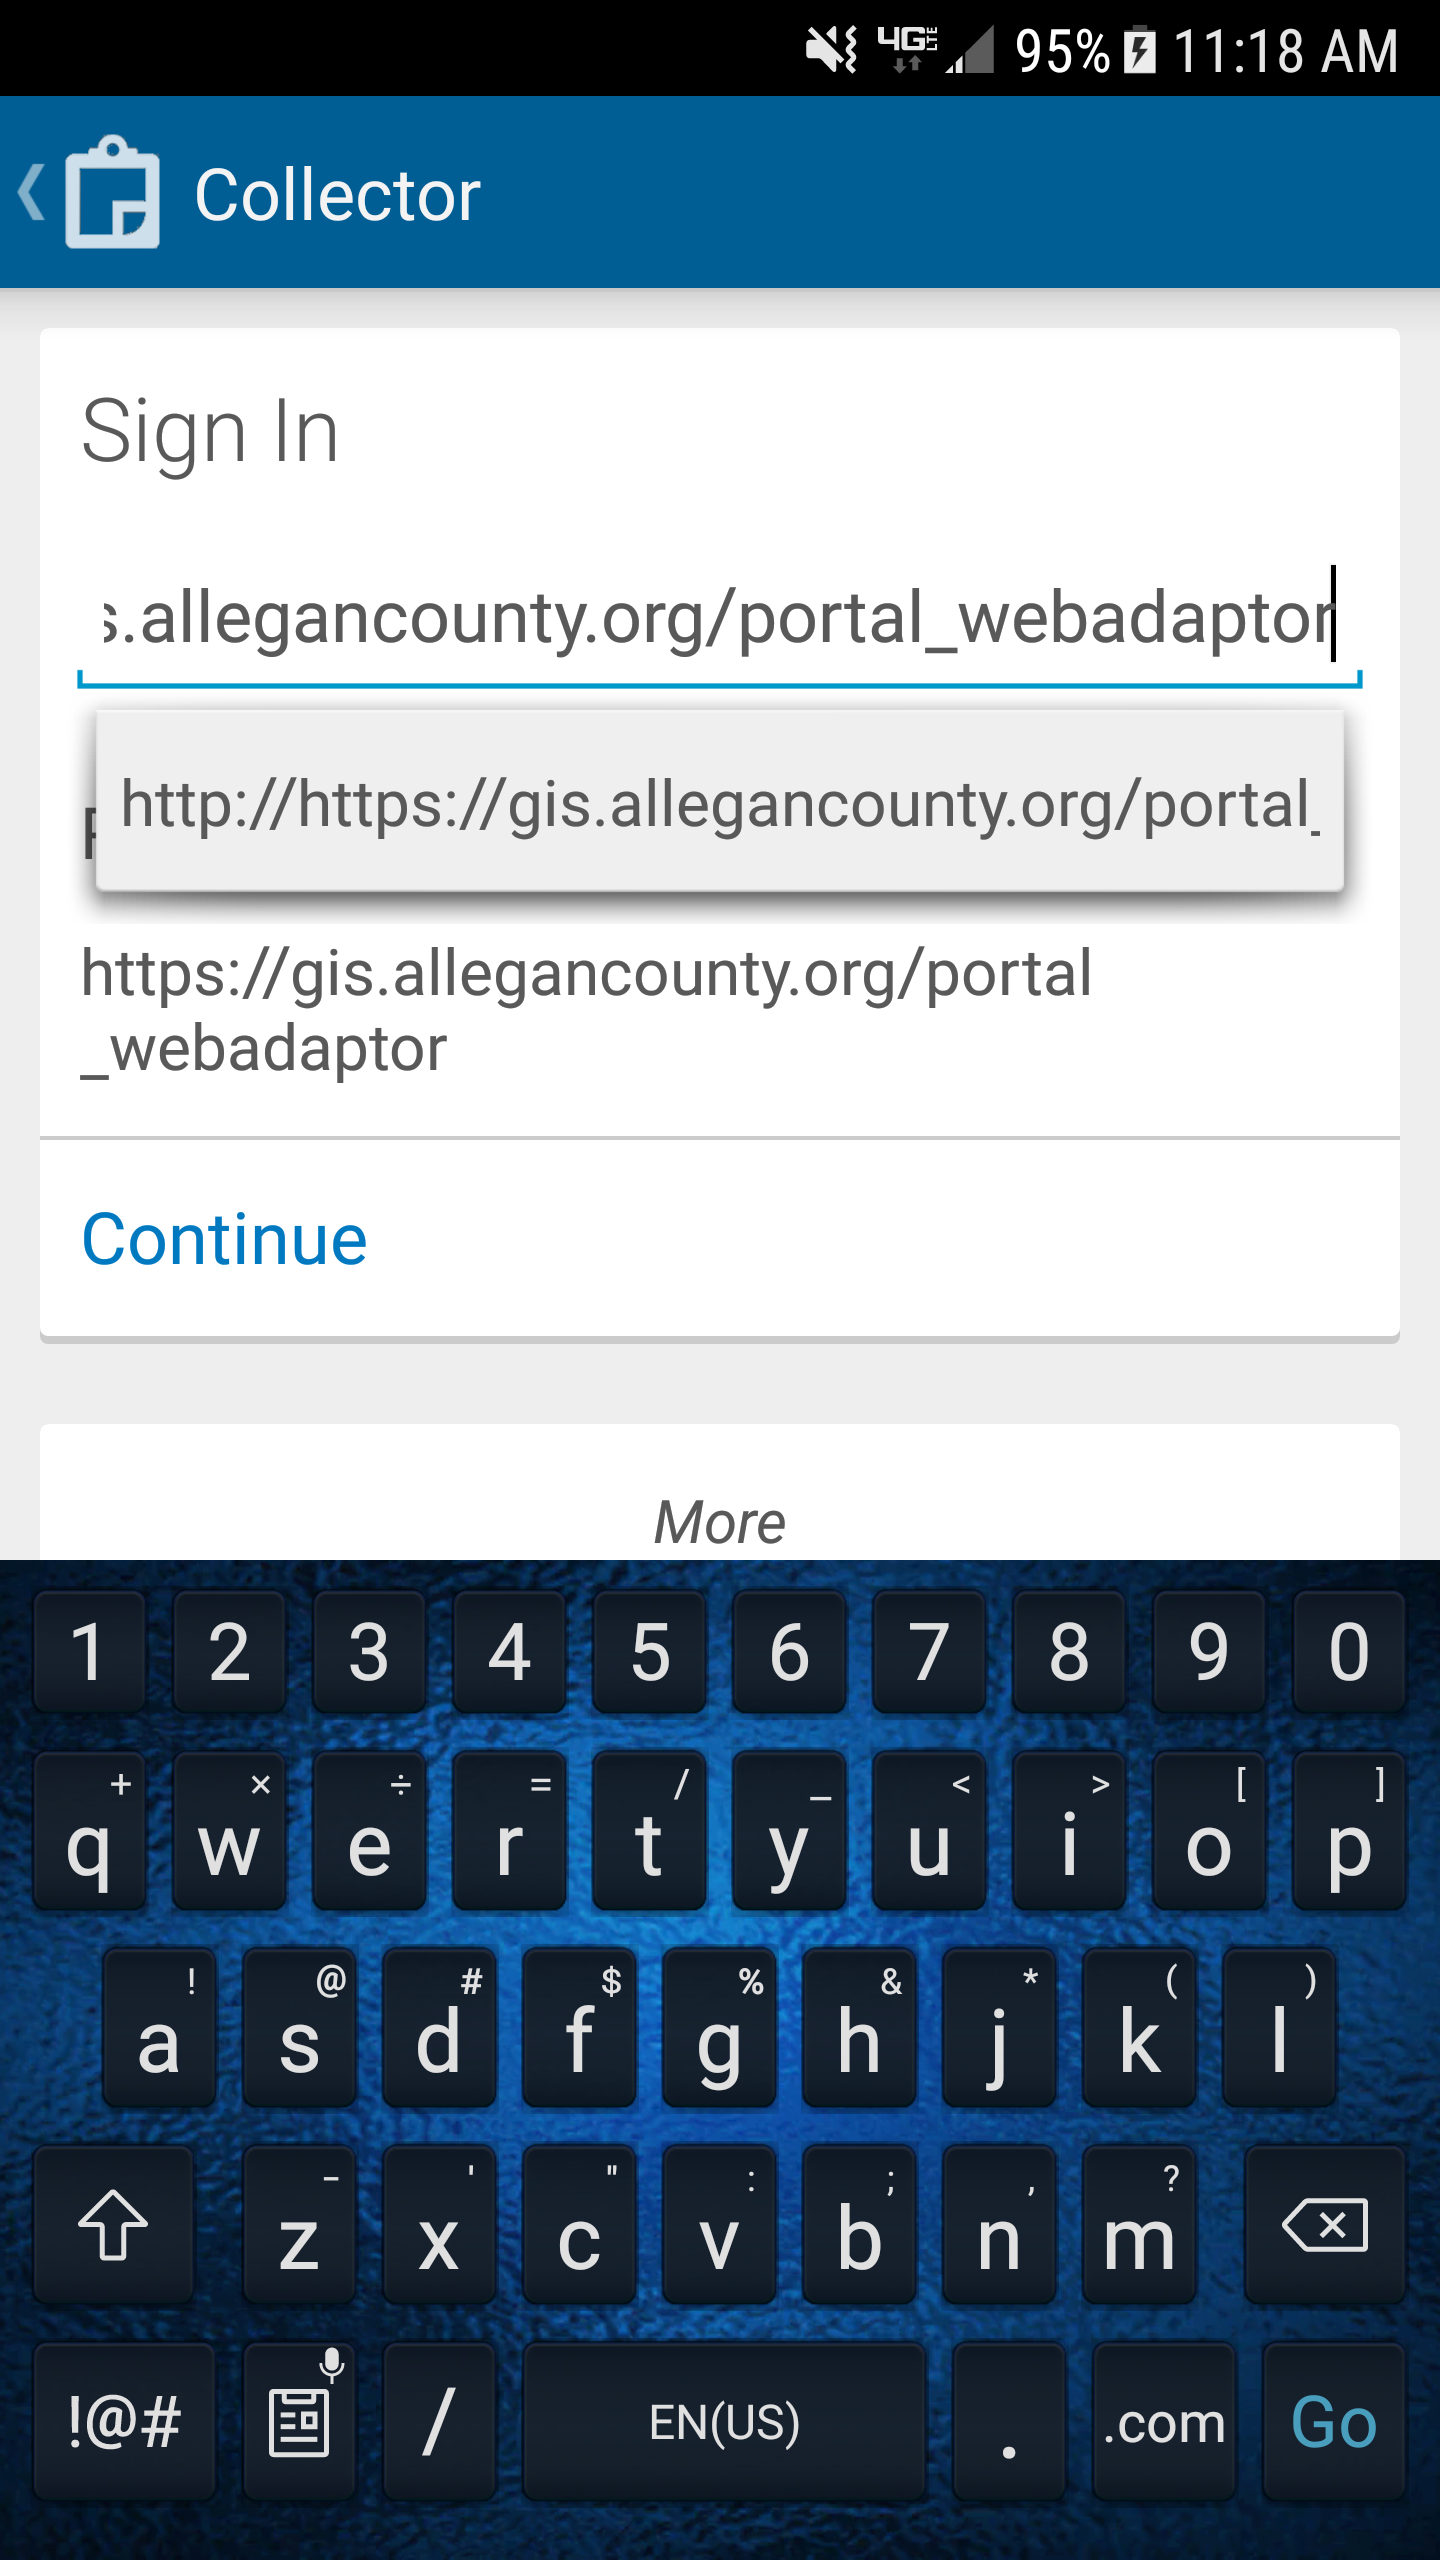 4G LTE 95% 11:18 AM
Collector
Sign In
s.allegancounty.org/portal_webadaptor
http://https://gis.allegancounty.org/portal_
https://gis.allegancounty.org/portal
_webadaptor
Continue
More
1 2 3 4 5 6 7 8 9 0
+ × ÷ = / _ < > [ ]
q w e r t y u i o p
! @ # $ % & * ( )
a s d f g h j k l
- ' " : ; , ?
z x c v b n m
!@# / EN(US) . .com Go